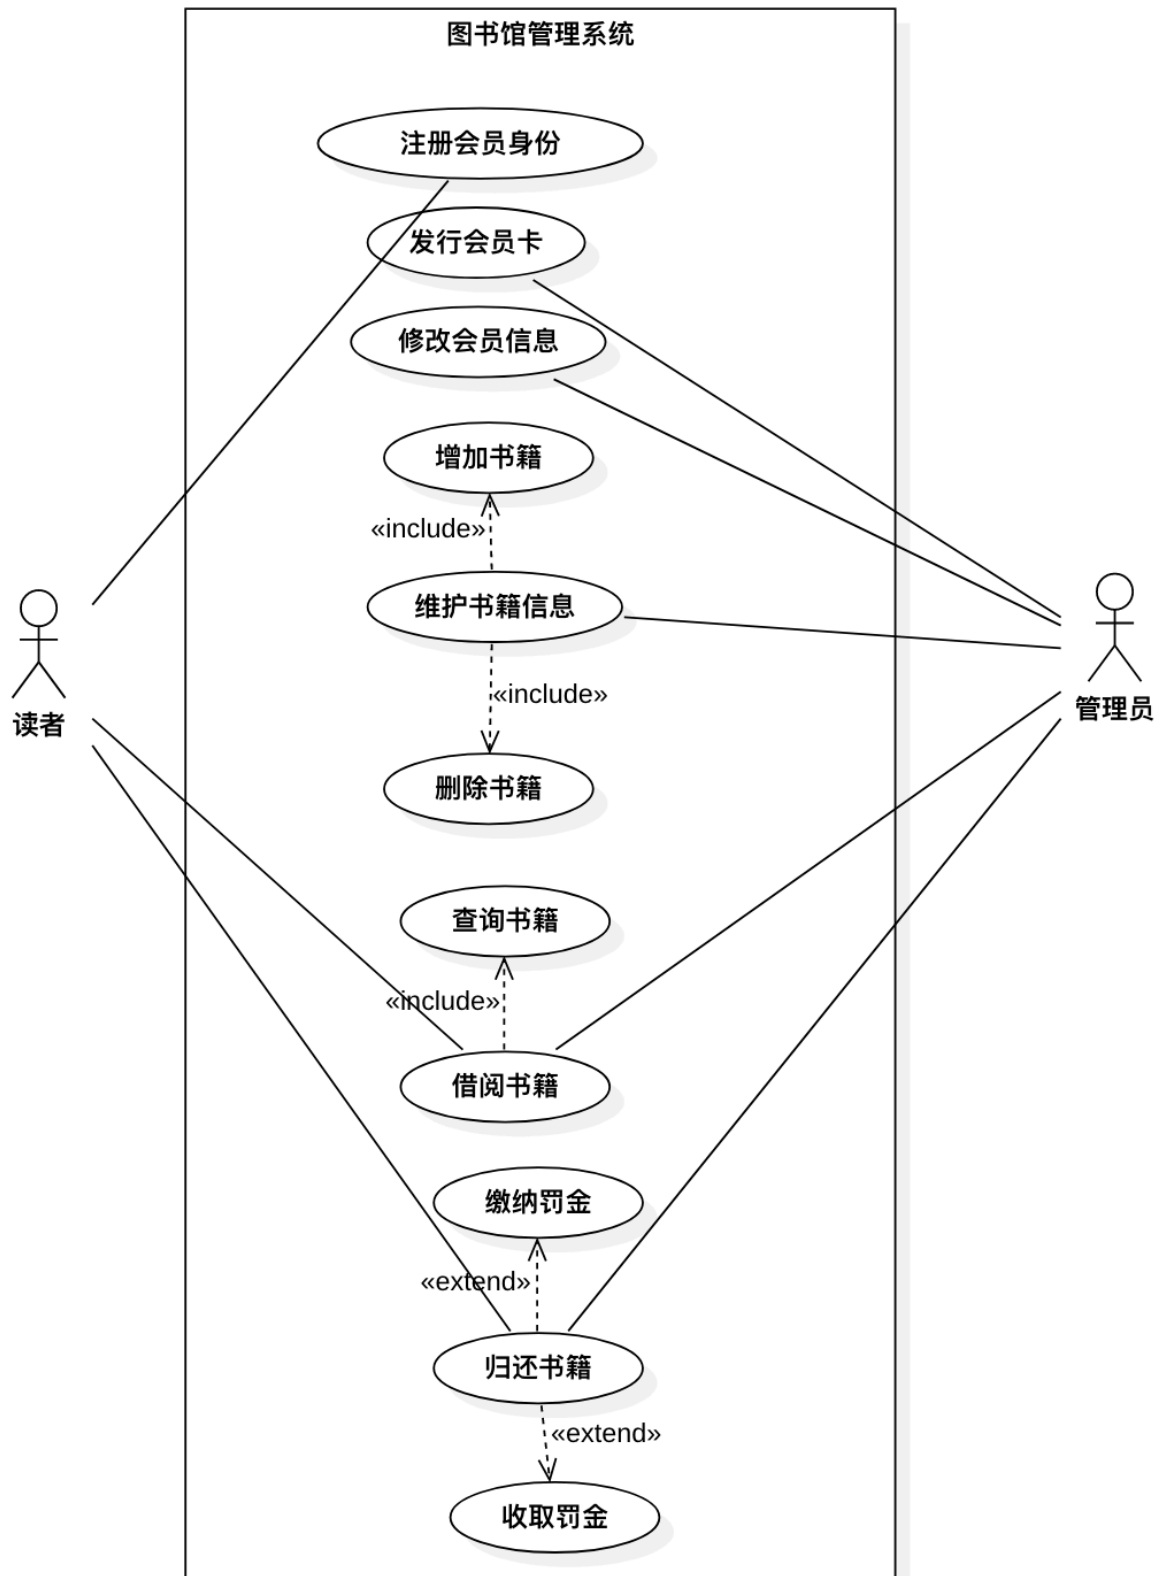 图书馆管理系统
注册会员身份
发行会员卡
修改会员信息
增加书籍
«include»
维护书籍信息
«include»
读者
管理员
删除书籍
查询书籍
«include»
借阅书籍
缴纳罚金
«extend»
归还书籍
«extend»
收取罚金